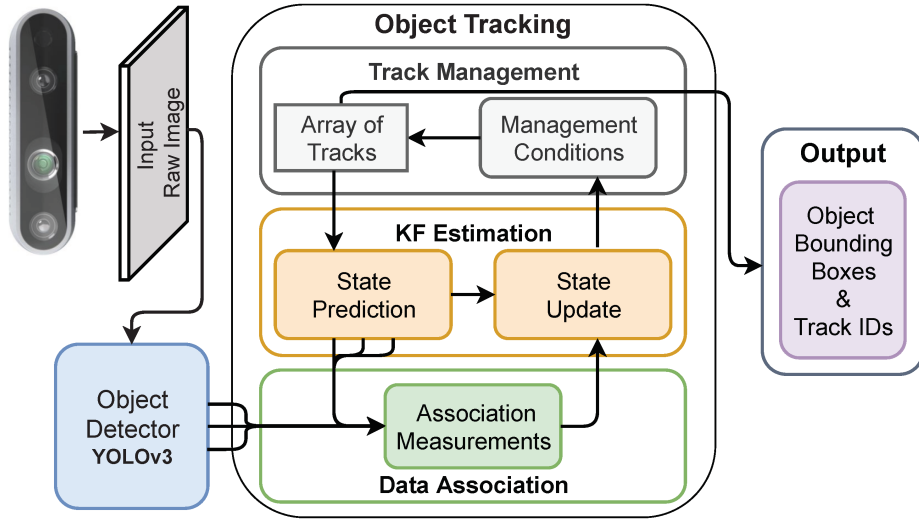 Input
Raw Image
Object
Detector
YOLOv3
Object Tracking
Track Management
Array of
Tracks
Management
Conditions
KF Estimation
State
Prediction
State
Update
Association
Measurements
Data Association
Output
Object
Bounding
Boxes
&
Track IDs